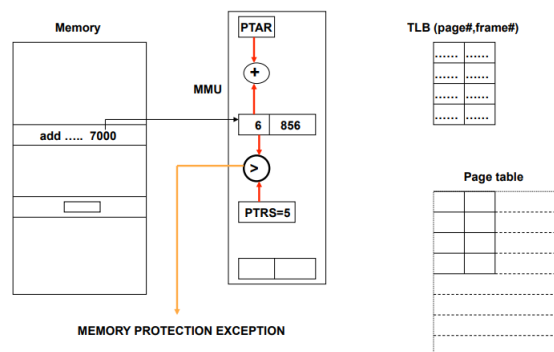 Memory
PTAR
TLB (page#,frame#)
+
...... ......
...... ......
...... ......
...... ......
MMU
add ..... 7000
6 856
>
Page table
PTRS=5
MEMORY PROTECTION EXCEPTION